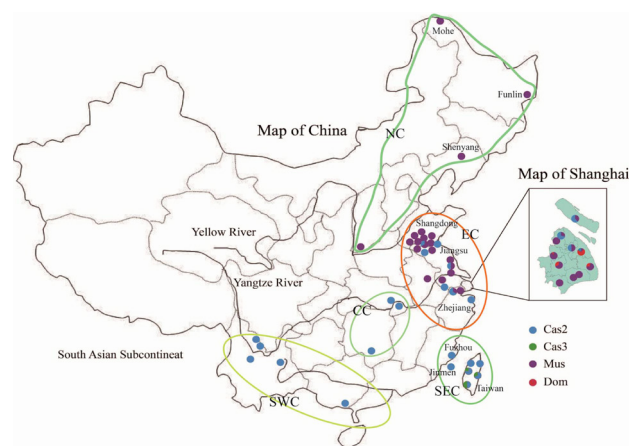 Mohe
Funlin
Map of China
NC
Shenyang
Map of Shanghai
Shangdong
EC
Yellow River
Jiangsu
Yangtze River
Zhejiang
CC
South Asian Subcontineat
Fuzhou
Jinmen
Taiwan
SEC
SWC
Cas2
Cas3
Mus
Dom